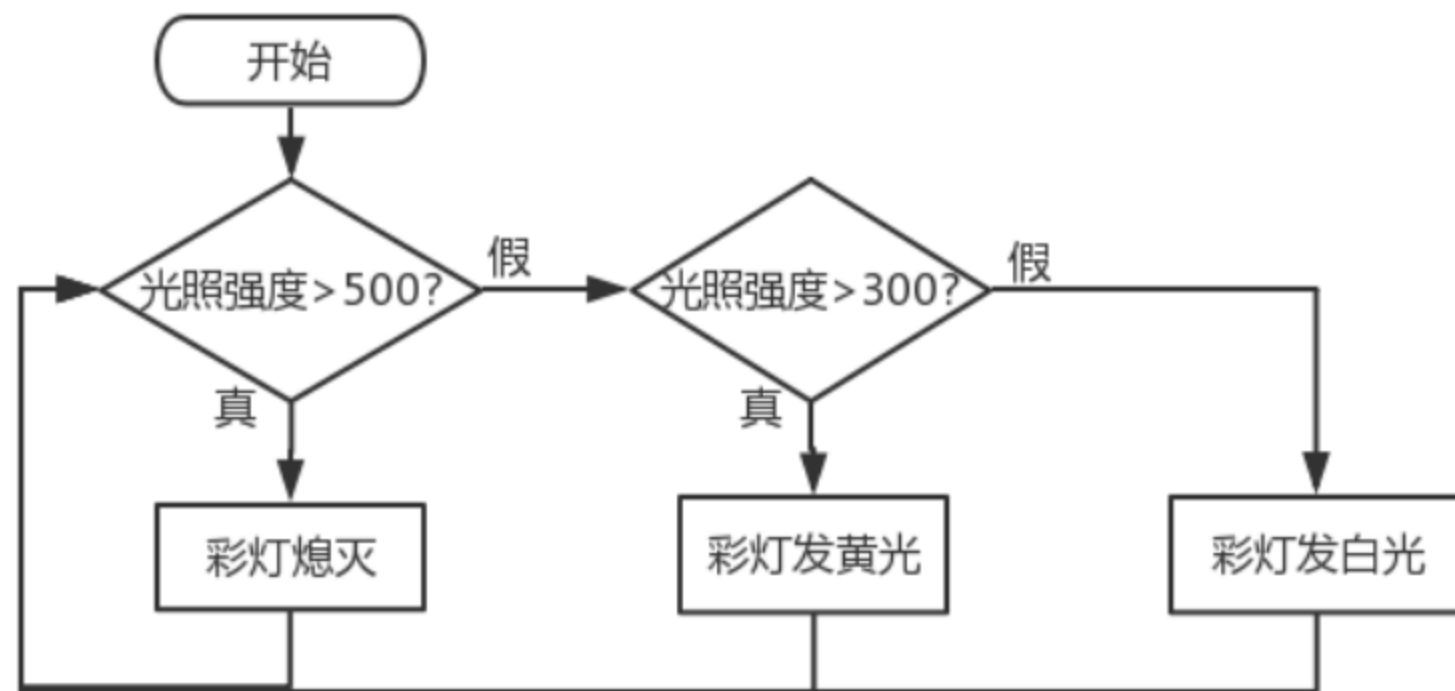 开始
光照强度>500?
假
光照强度>300?
假
真
真
彩灯熄灭
彩灯发黄光
彩灯发白光